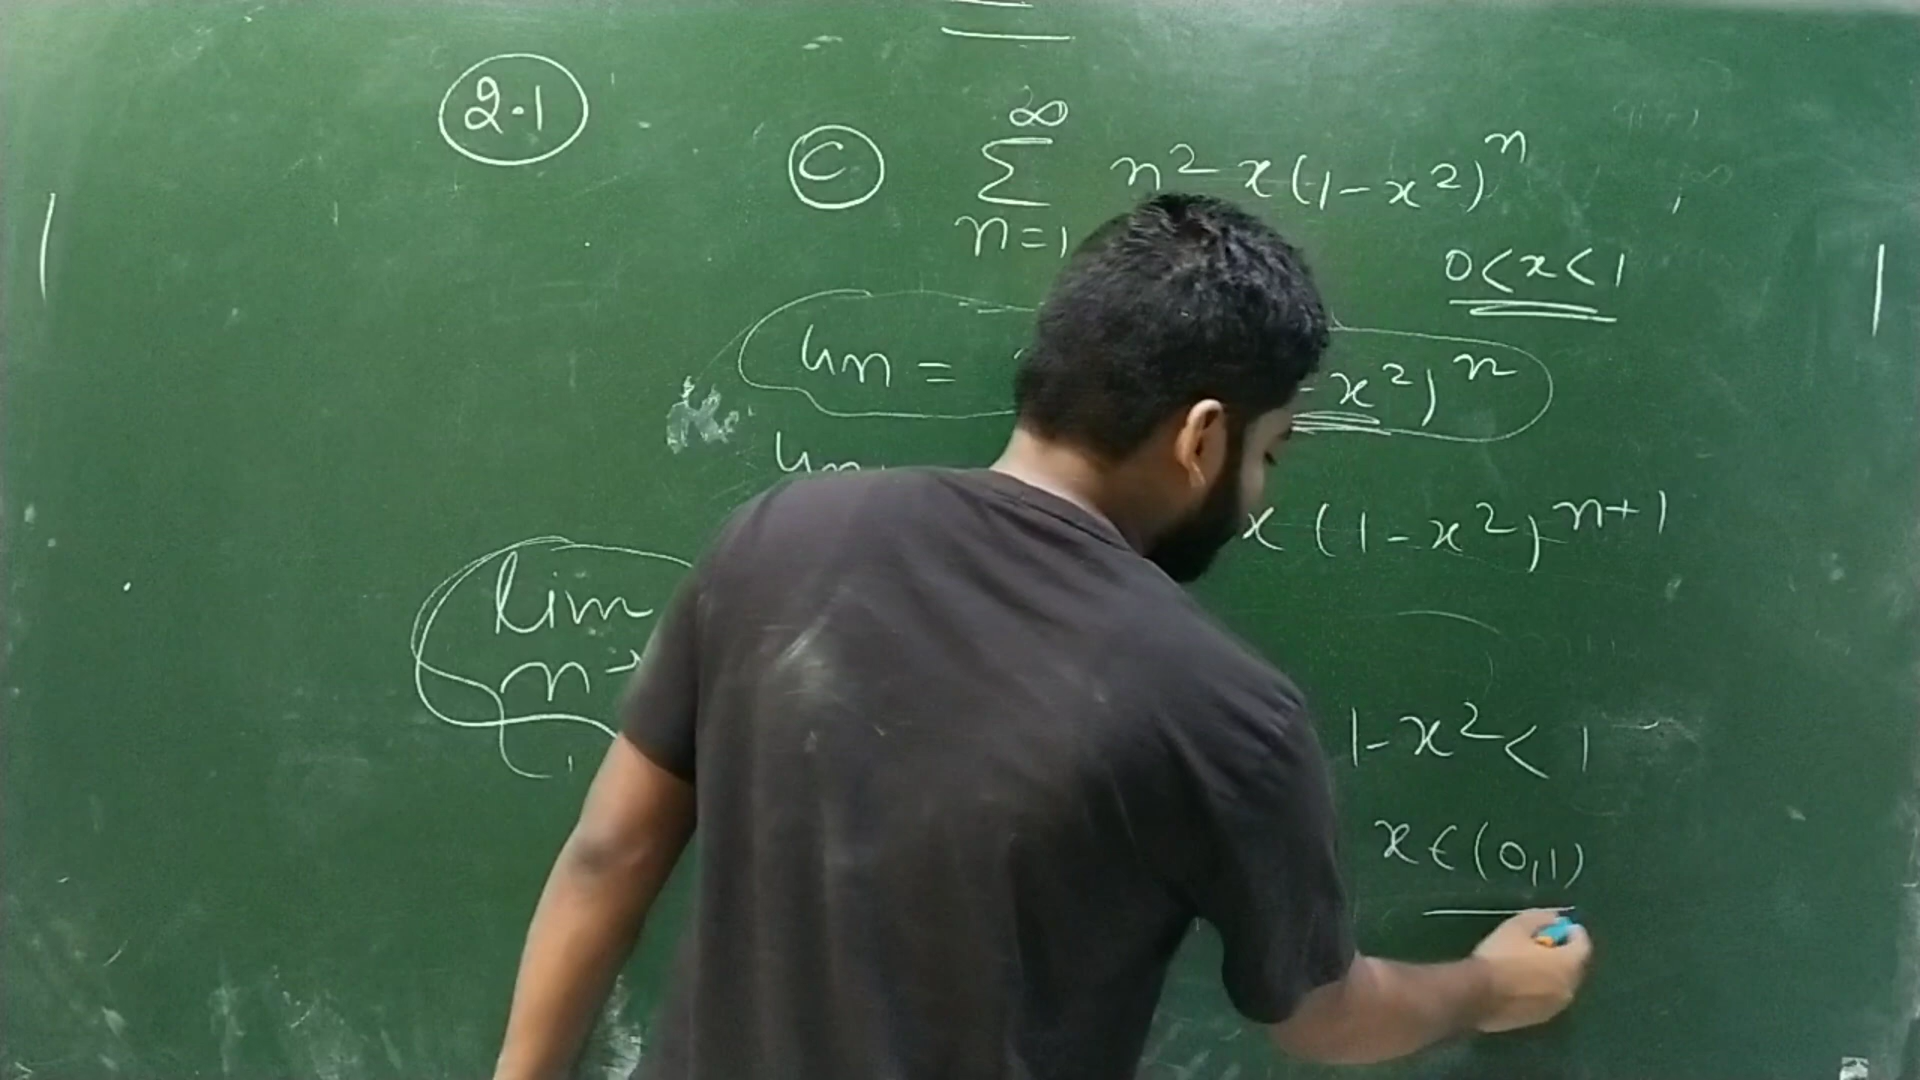 2.1
C ∞ Σ n=1 n² x(1-x²)ⁿ
0<x<1
un = -x²)ⁿ
un
x (1-x²)ⁿ⁺¹
lim
n→
1-x² < 1
x ∈ (0,1)